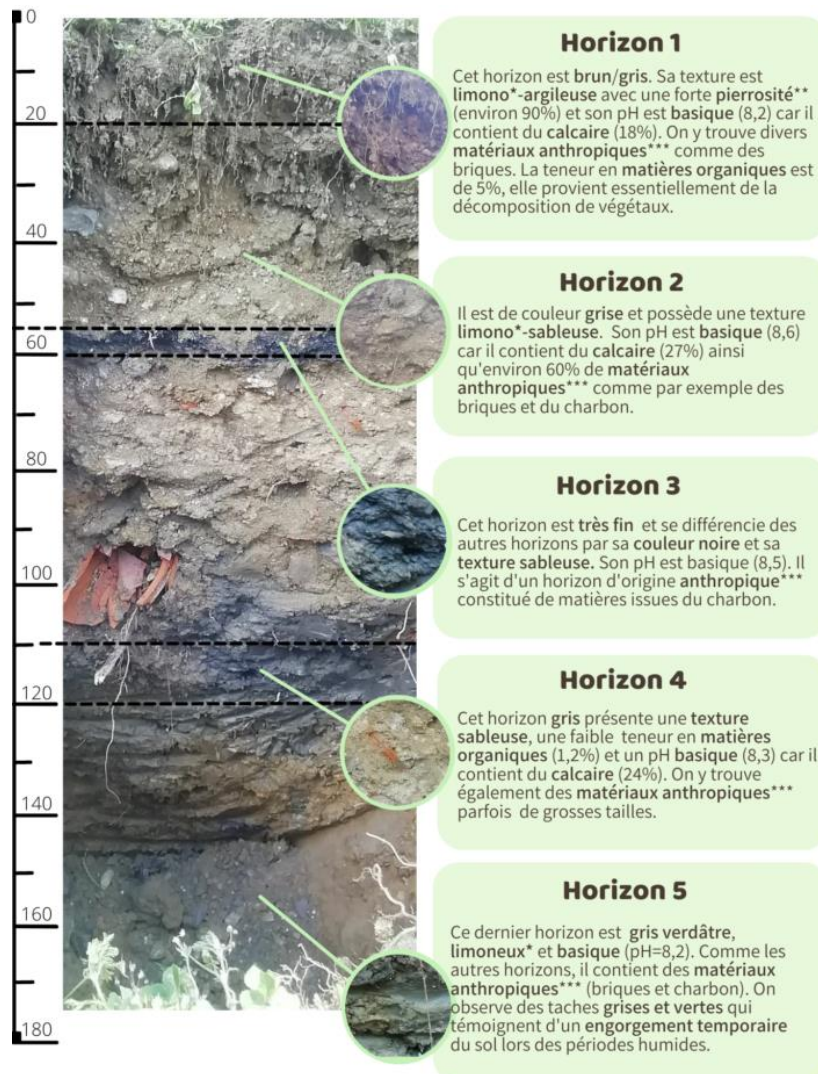 0
20
40
60
80
100
120
140
160
180
Horizon 1
Cet horizon est brun/gris. Sa texture est
limono*-argileuse avec une forte pierrosité**
(environ 90%) et son pH est basique (8,2) car il
contient du calcaire (18%). On y trouve divers
matériaux anthropiques*** comme des
briques. La teneur en matières organiques est
de 5%, elle provient essentiellement de la
décomposition de végétaux.
Horizon 2
Il est de couleur grise et possède une texture
limono*-sableuse. Son pH est basique (8,6)
car il contient du calcaire (27%) ainsi
qu'environ 60% de matériaux
anthropiques*** comme par exemple des
briques et du charbon.
Horizon 3
Cet horizon est très fin et se différencie des
autres horizons par sa couleur noire et sa
texture sableuse. Son pH est basique (8,5). Il
s'agit d'un horizon d'origine anthropique***
constitué de matières issues du charbon.
Horizon 4
Cet horizon gris présente une texture
sableuse, une faible teneur en matières
organiques (1,2%) et un pH basique (8,3) car il
contient du calcaire (24%). On y trouve
également des matériaux anthropiques***
parfois de grosses tailles.
Horizon 5
Ce dernier horizon est gris verdâtre,
limoneux* et basique (pH=8,2). Comme les
autres horizons, il contient des matériaux
anthropiques*** (briques et charbon). On
observe des taches grises et vertes qui
témoignent d'un engorgement temporaire
du sol lors des périodes humides.